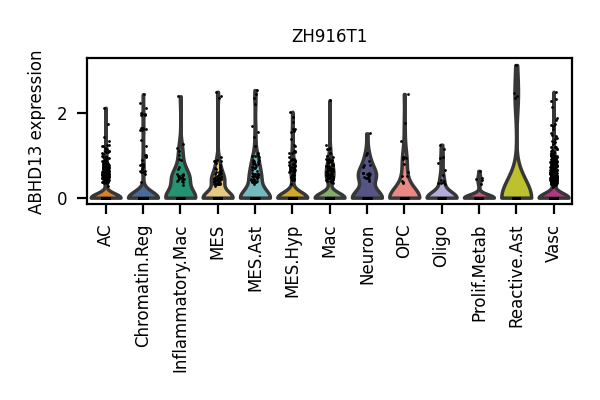 ZH916T1
ABHD13 expression
2
0
AC
Chromatin.Reg
Inflammatory.Mac
MES
MES.Ast
MES.Hyp
Mac
Neuron
OPC
Oligo
Prolif.Metab
Reactive.Ast
Vasc